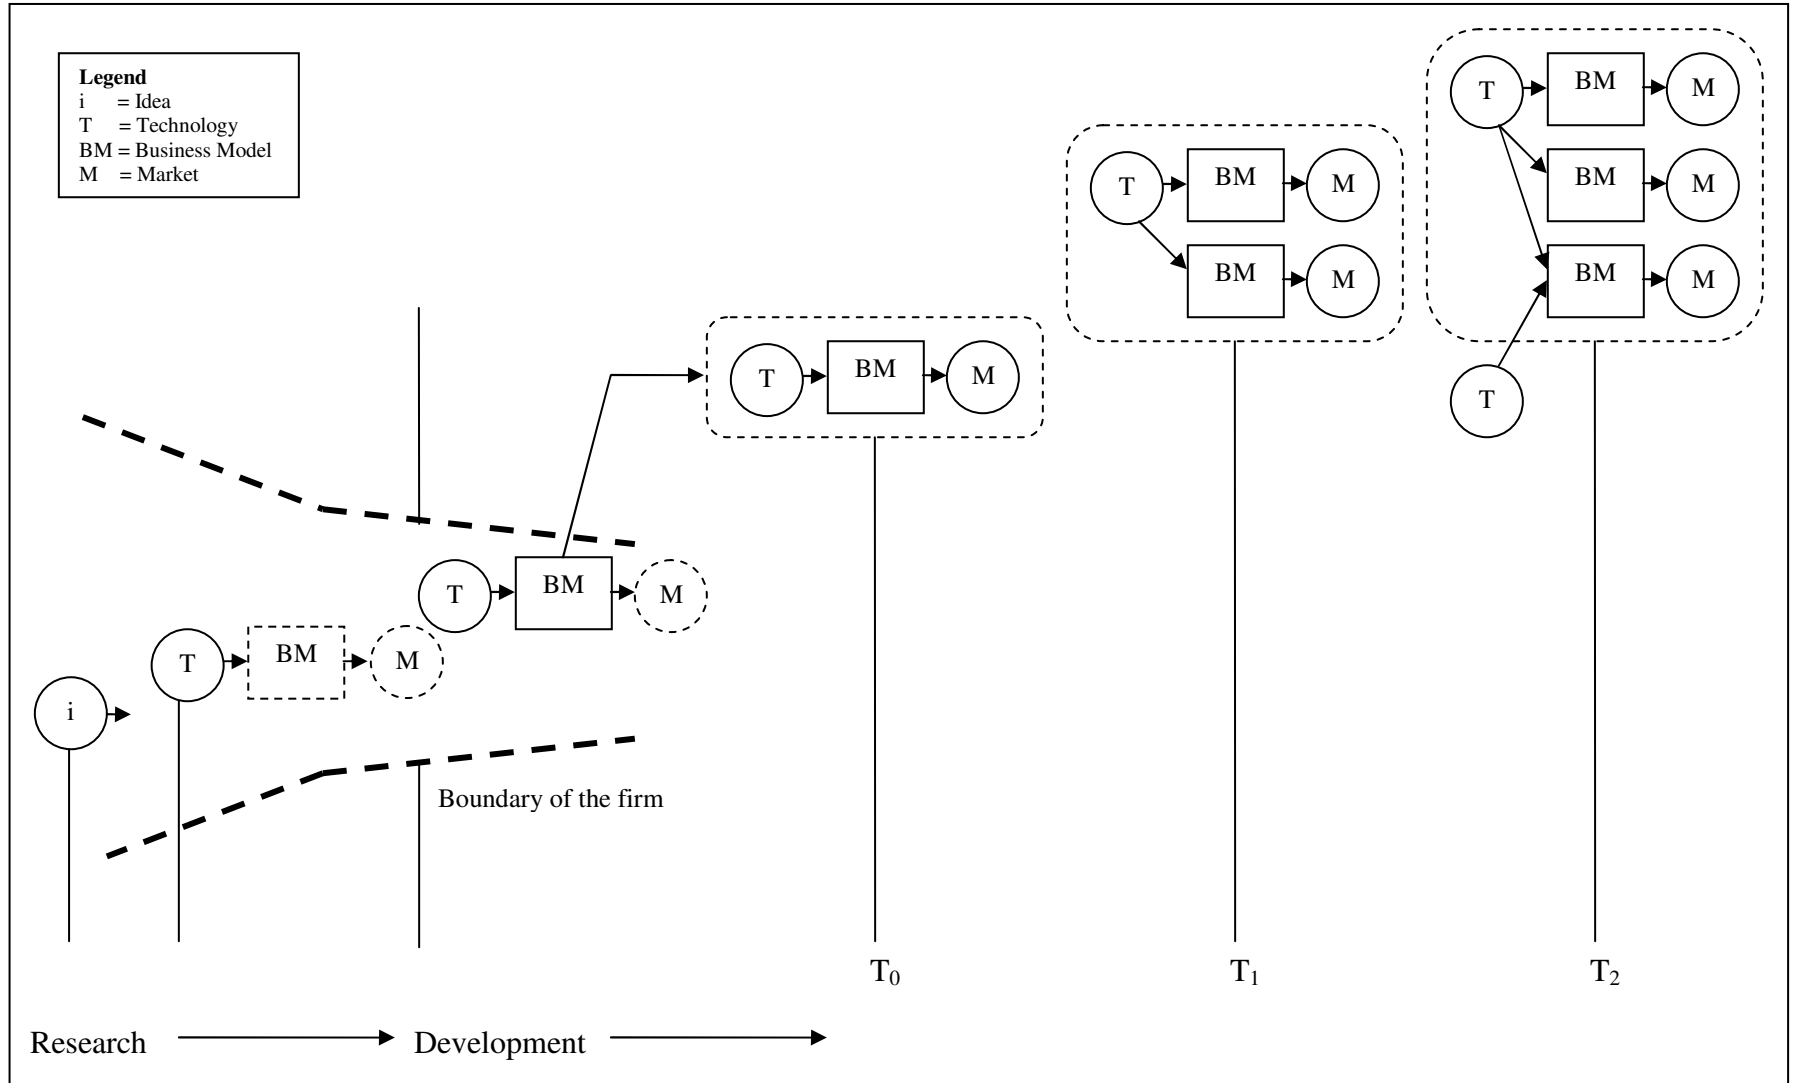 Legend
i = Idea
T = Technology
BM = Business Model
M = Market
T BM M
BM M
BM M
T
T BM M
BM M
T BM M
T BM M
T BM M
i
Boundary of the firm
T0 T1 T2
Research Development